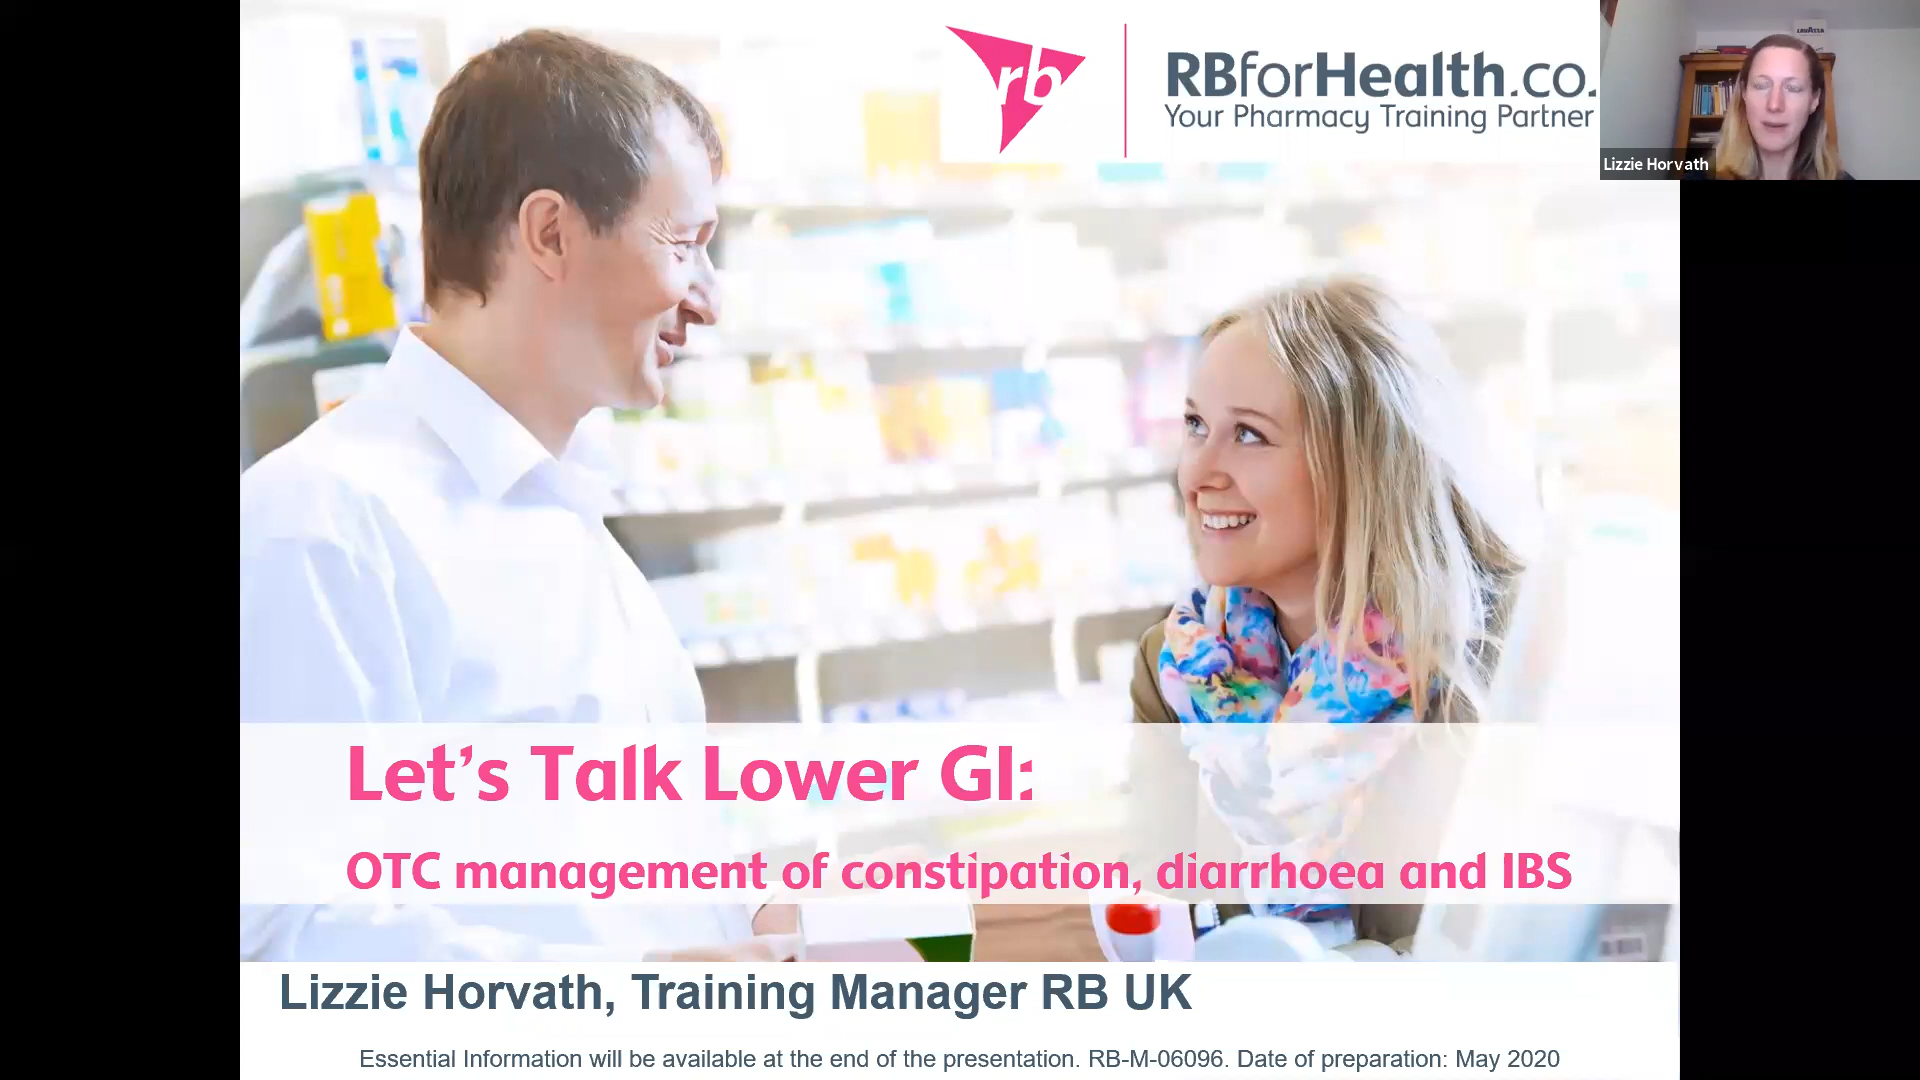 rb
RBforHealth.co.
Your Pharmacy Training Partner
LAVAZZA
Lizzie Horvath
Let's Talk Lower GI:
OTC management of constipation, diarrhoea and IBS
Lizzie Horvath, Training Manager RB UK
Essential Information will be available at the end of the presentation. RB-M-06096. Date of preparation: May 2020